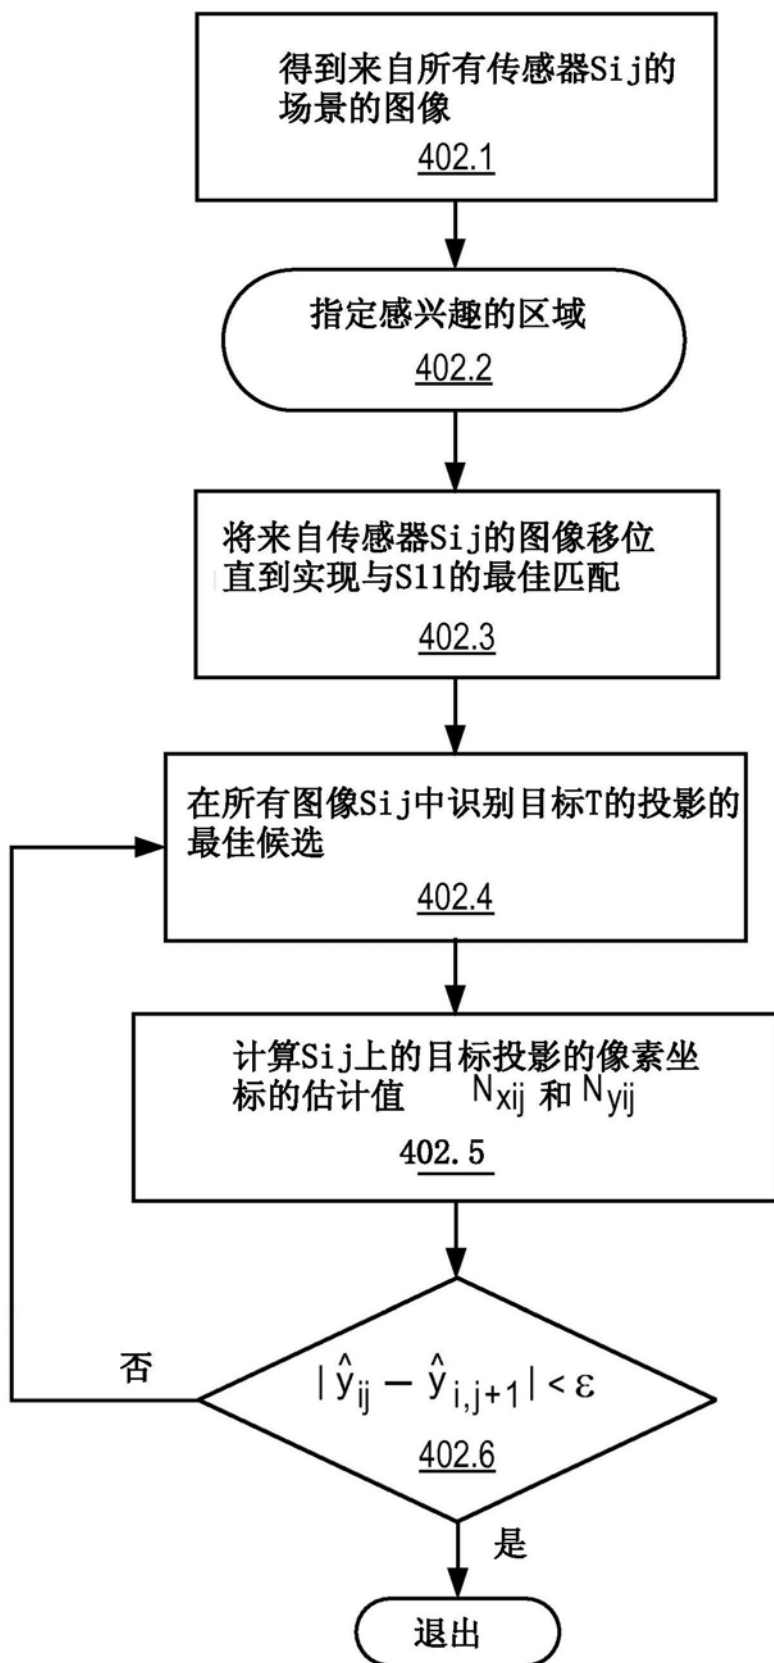 得到来自所有传感器Sij的
场景的图像
402.1
指定感兴趣的区域
402.2
将来自传感器Sij的图像移位
直到实现与S11的最佳匹配
402.3
在所有图像Sij中识别目标T的投影的
最佳候选
402.4
计算Sij上的目标投影的像素坐
标的估计值 Nxij 和 Nyij
402.5
否
|ŷij − ŷi,j+1| < ε
402.6
是
退出